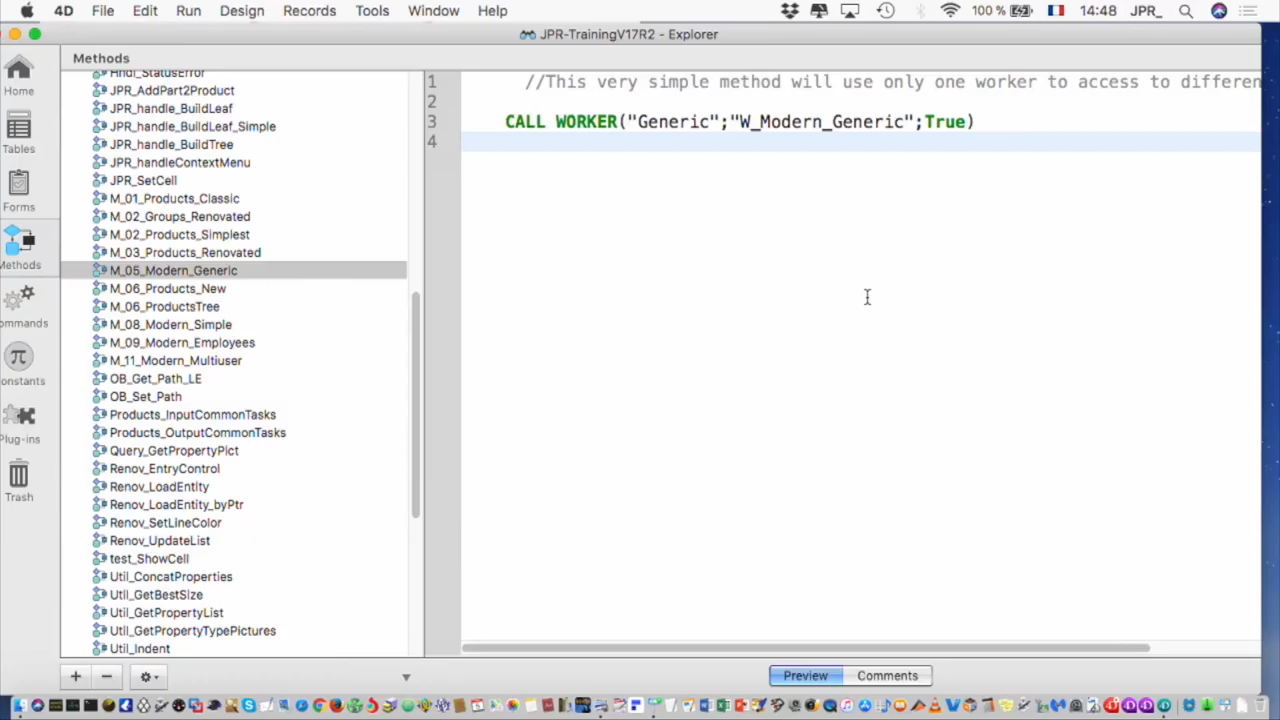 4D File Edit Run Design Records Tools Window Help 100 % 14:48 JPR_
JPR-TrainingV17R2 - Explorer
Methods
Home
Tables
Forms
Methods
ommands
onstants
Plug-ins
Trash
Hndl_StatusError
JPR_AddPart2Product
JPR_handle_BuildLeaf
JPR_handle_BuildLeaf_Simple
JPR_handle_BuildTree
JPR_handleContextMenu
JPR_SetCell
M_01_Products_Classic
M_02_Groups_Renovated
M_02_Products_Simplest
M_03_Products_Renovated
M_05_Modern_Generic
M_06_Products_New
M_06_ProductsTree
M_08_Modern_Simple
M_09_Modern_Employees
M_11_Modern_Multiuser
OB_Get_Path_LE
OB_Set_Path
Products_InputCommonTasks
Products_OutputCommonTasks
Query_GetPropertyPict
Renov_EntryControl
Renov_LoadEntity
Renov_LoadEntity_byPtr
Renov_SetLineColor
Renov_UpdateList
test_ShowCell
Util_ConcatProperties
Util_GetBestSize
Util_GetPropertyList
Util_GetPropertyTypePictures
Util_Indent
1 //This very simple method will use only one worker to access to differen
2
3 CALL WORKER("Generic";"W_Modern_Generic";True)
4
Preview Comments